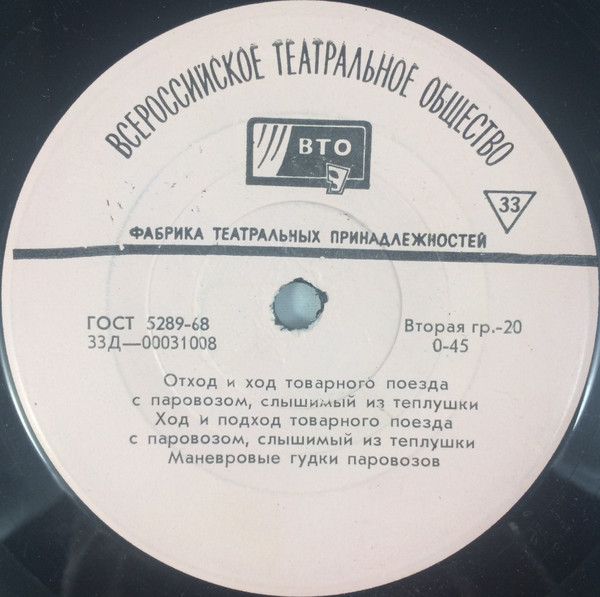 ВСЕРОССИЙСКОЕ ТЕАТРАЛЬНОЕ ОБЩЕСТВО
ВТО
33
ФАБРИКА ТЕАТРАЛЬНЫХ ПРИНАДЛЕЖНОСТЕЙ
ГОСТ 5289-68
33Д—00031008
Вторая гр.-20
0-45
Отход и ход товарного поезда
с паровозом, слышимый из теплушки
Ход и подход товарного поезда
с паровозом, слышимый из теплушки
Маневровые гудки паровозов